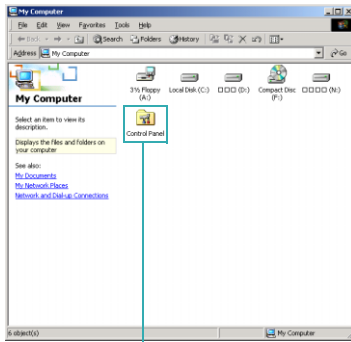 My Computer
File Edit View Favorites Tools Help
Back Search Folders History
Address My Computer Go
My Computer
Select an item to view its
description.
Displays the files and folders on
your computer
See also:
My Documents
My Network Places
Network and Dial-up Connections
3½ Floppy
(A:)
Local Disk (C:)
□□□ (D:)
Compact Disc
(F:)
□□□□ (N:)
Control Panel
6 object(s)
My Computer